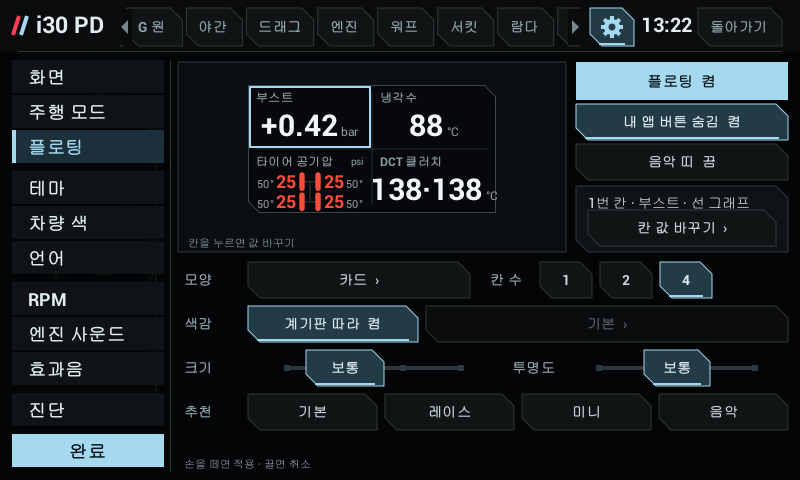 i30 PD G 원 야간 드래그 엔진 워프 서킷 람다 13:22 돌아가기
화면
주행 모드
플로팅
테마
차량 색
언어
RPM
엔진 사운드
효과음
진단
완료
부스트 냉각수
+0.42 bar 88 °C
타이어 공기압 psi DCT 클러치
50° 25 25 50° 138·138 °C
50° 25 25 50°
칸을 누르면 값 바꾸기
플로팅 켬
내 앱 버튼 숨김 켬
음악 띠 끔
1번 칸 · 부스트 · 선 그래프
칸 값 바꾸기 ›
모양 카드 › 칸 수 1 2 4
색감 계기판 따라 켬 기본 ›
크기 보통 투명도 보통
추천 기본 레이스 미니 음악
손을 떼면 적용 · 끌면 취소